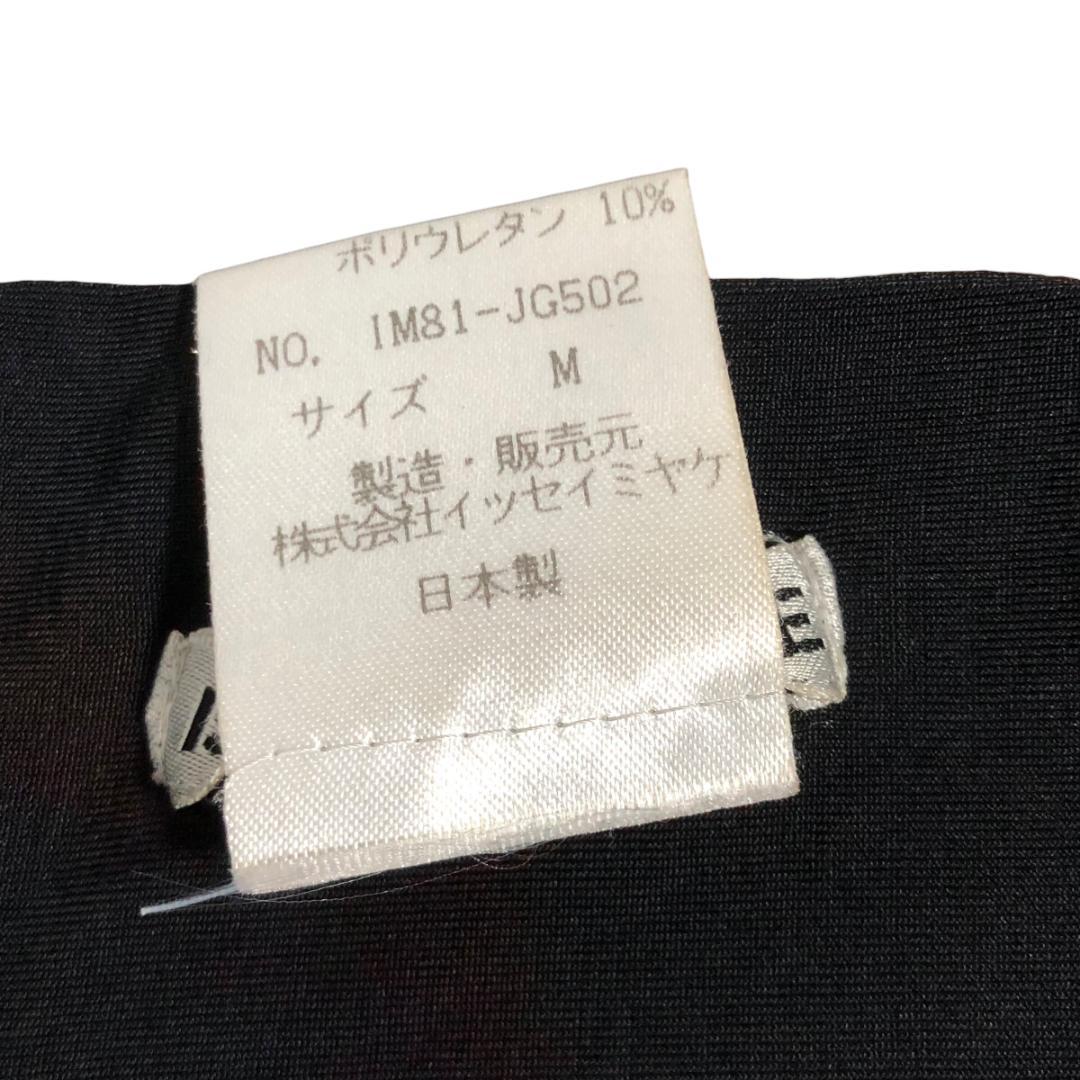 ポリウレタン 10%
NO. IM81-JG502
サイズ M
製造・販売元
株式会社イッセイミヤケ
日本製